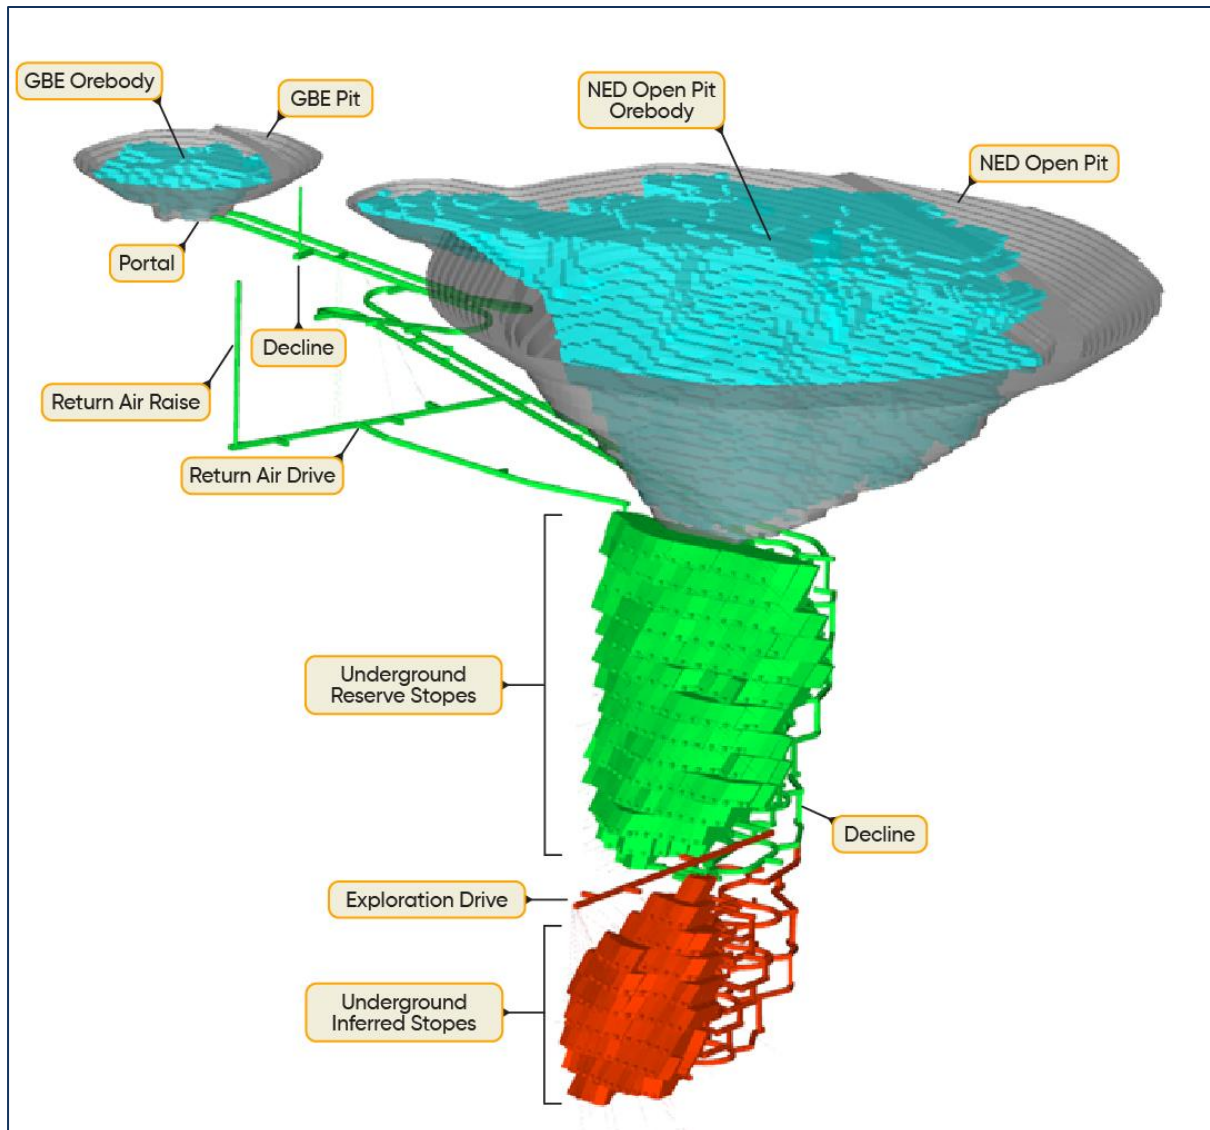 GBE Orebody
GBE Pit
NED Open Pit
Orebody
NED Open Pit
Portal
Decline
Return Air Raise
Return Air Drive
Underground
Reserve Stopes
Decline
Exploration Drive
Underground
Inferred Stopes